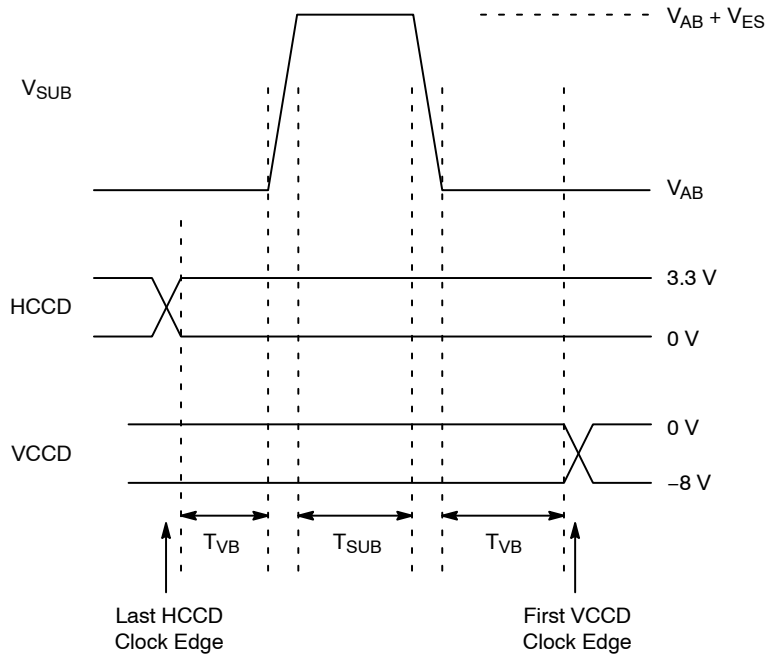 V_AB + V_ES
V_SUB
V_AB
3.3 V
HCCD
0 V
0 V
VCCD
−8 V
T_VB
T_SUB
T_VB
Last HCCD
Clock Edge
First VCCD
Clock Edge